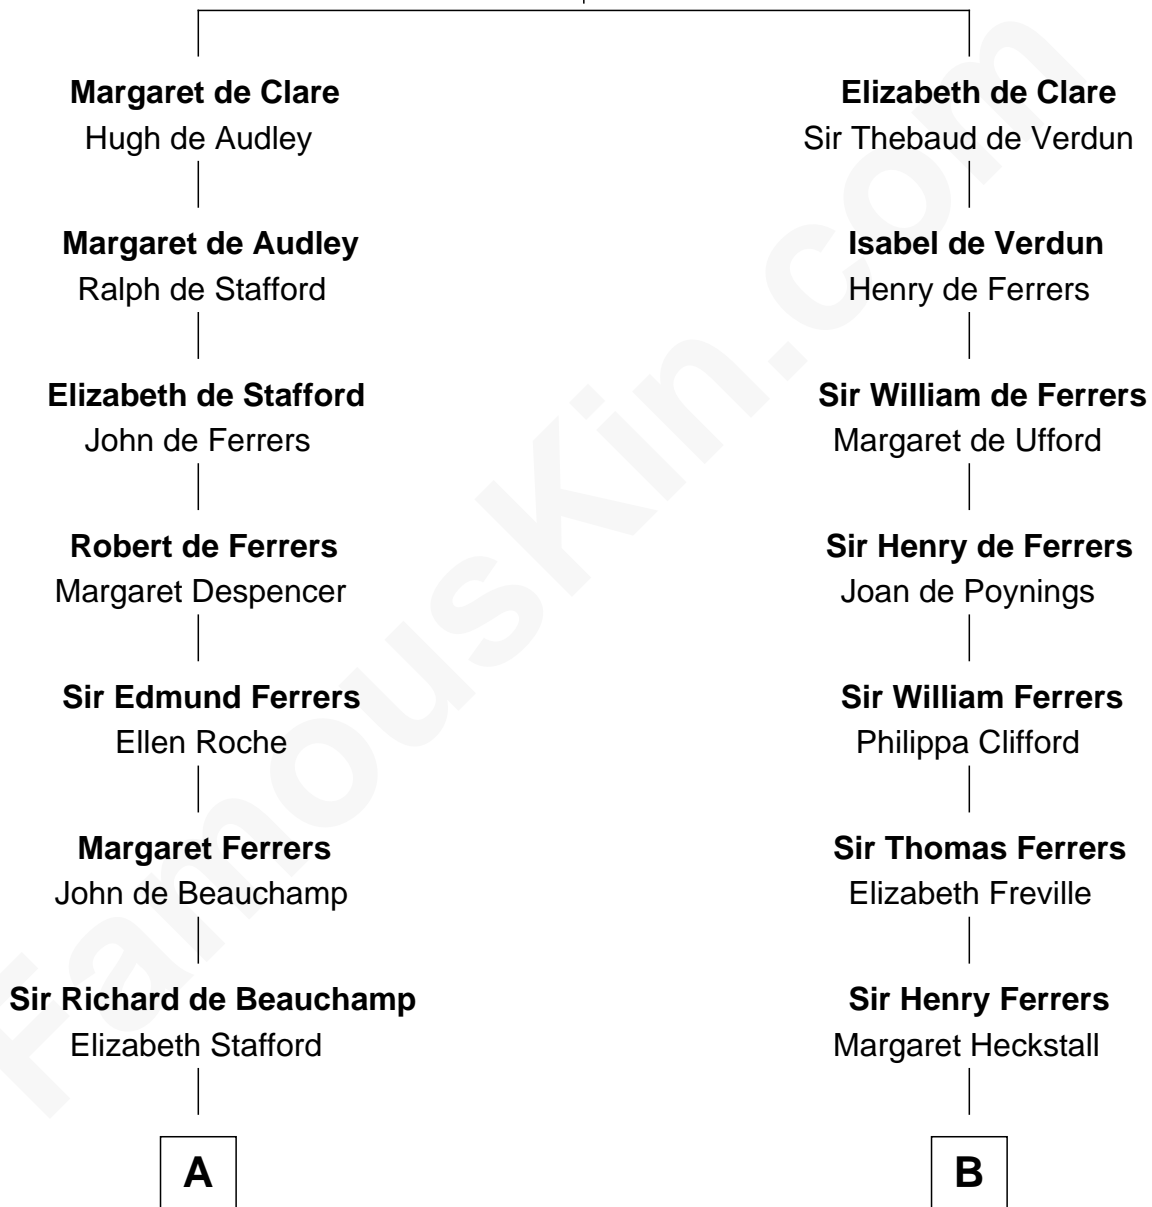 Margaret de Clare
Hugh de Audley
Margaret de Audley
Ralph de Stafford
Elizabeth de Stafford
John de Ferrers
Robert de Ferrers
Margaret Despencer
Sir Edmund Ferrers
Ellen Roche
Margaret Ferrers
John de Beauchamp
Sir Richard de Beauchamp
Elizabeth Stafford
A
Elizabeth de Clare
Sir Thebaud de Verdun
Isabel de Verdun
Henry de Ferrers
Sir William de Ferrers
Margaret de Ufford
Sir Henry de Ferrers
Joan de Poynings
Sir William Ferrers
Philippa Clifford
Sir Thomas Ferrers
Elizabeth Freville
Sir Henry Ferrers
Margaret Heckstall
B
FamousKin.com